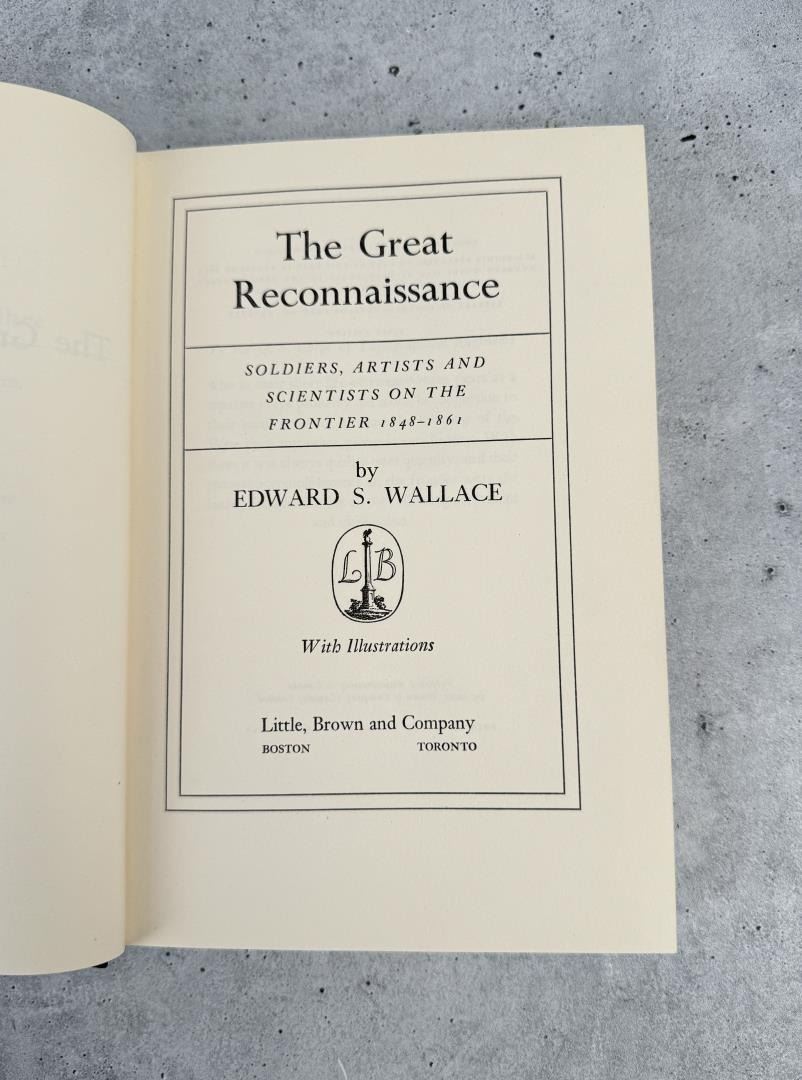 The Great
Reconnaissance
SOLDIERS, ARTISTS AND
SCIENTISTS ON THE
FRONTIER 1848–1861
by
EDWARD S. WALLACE
L B
With Illustrations
Little, Brown and Company
BOSTON TORONTO